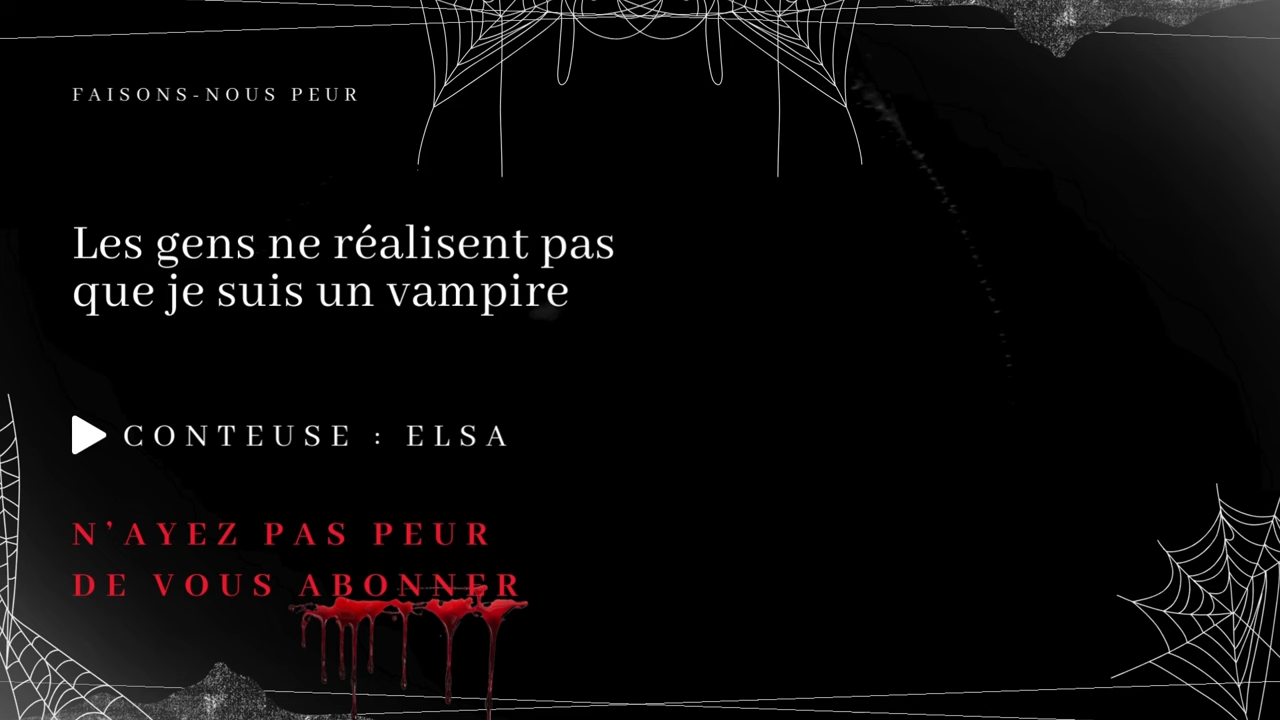 FAISONS-NOUS PEUR
Les gens ne réalisent pas
que je suis un vampire
CONTEUSE : ELSA
N'AYEZ PAS PEUR
DE VOUS ABONNER